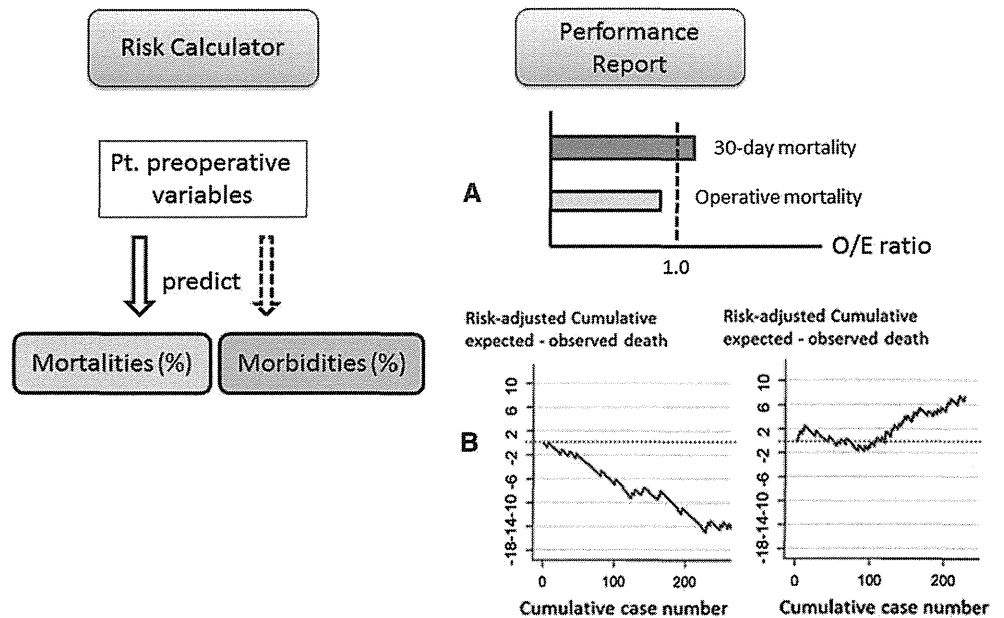 Risk Calculator
Pt. preoperative
variables
predict
Mortalities (%)
Morbidities (%)
Performance
Report
A
30-day mortality
Operative mortality
O/E ratio
1.0
B
Risk-adjusted Cumulative
expected - observed death
10
6
2
-2
-6
-10
-14
-18
0
100
200
Cumulative case number
Risk-adjusted Cumulative
expected - observed death
10
6
2
-2
-6
-10
-14
-18
0
100
200
Cumulative case number